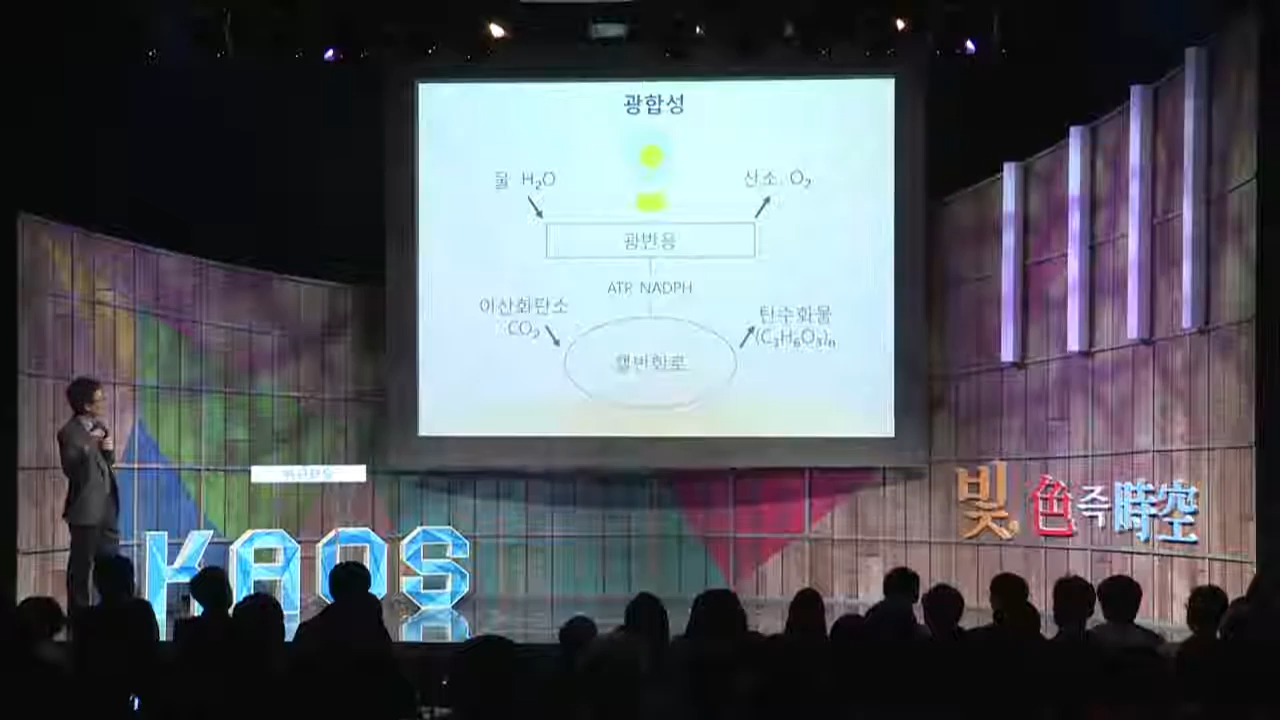 광합성
물 H₂O
산소 O₂
광반응
ATP, NADPH
이산화탄소
CO₂
탄수화물
(C₃H₆O₃)n
캘빈회로
KAOS
빛, 色즉時空